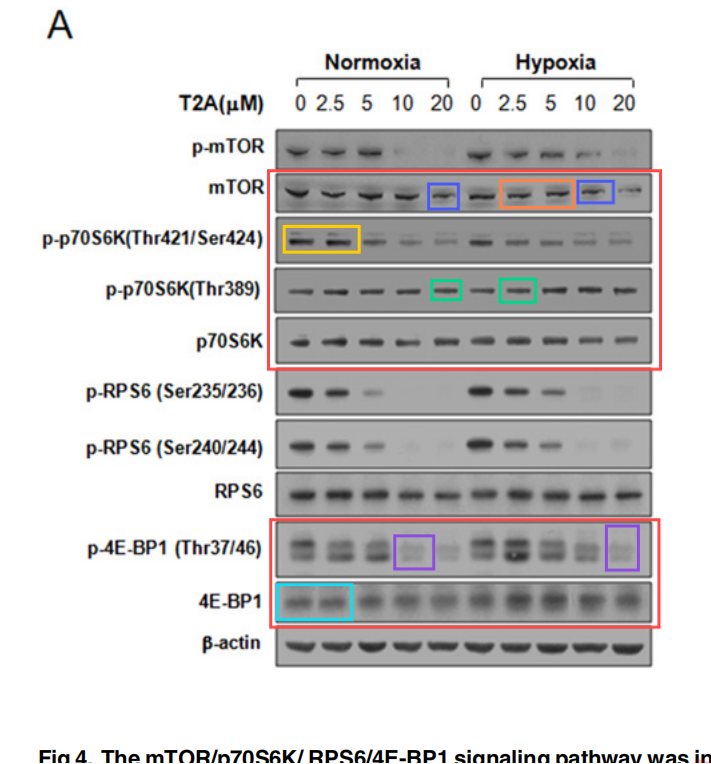 A
Normoxia Hypoxia
T2A(μM) 0 2.5 5 10 20 0 2.5 5 10 20
p-mTOR
mTOR
p-p70S6K(Thr421/Ser424)
p-p70S6K(Thr389)
p70S6K
p-RPS6 (Ser235/236)
p-RPS6 (Ser240/244)
RPS6
p-4E-BP1 (Thr37/46)
4E-BP1
β-actin
Fig 4. The mTOR/p70S6K/ RPS6/4E-BP1 signaling pathway was in